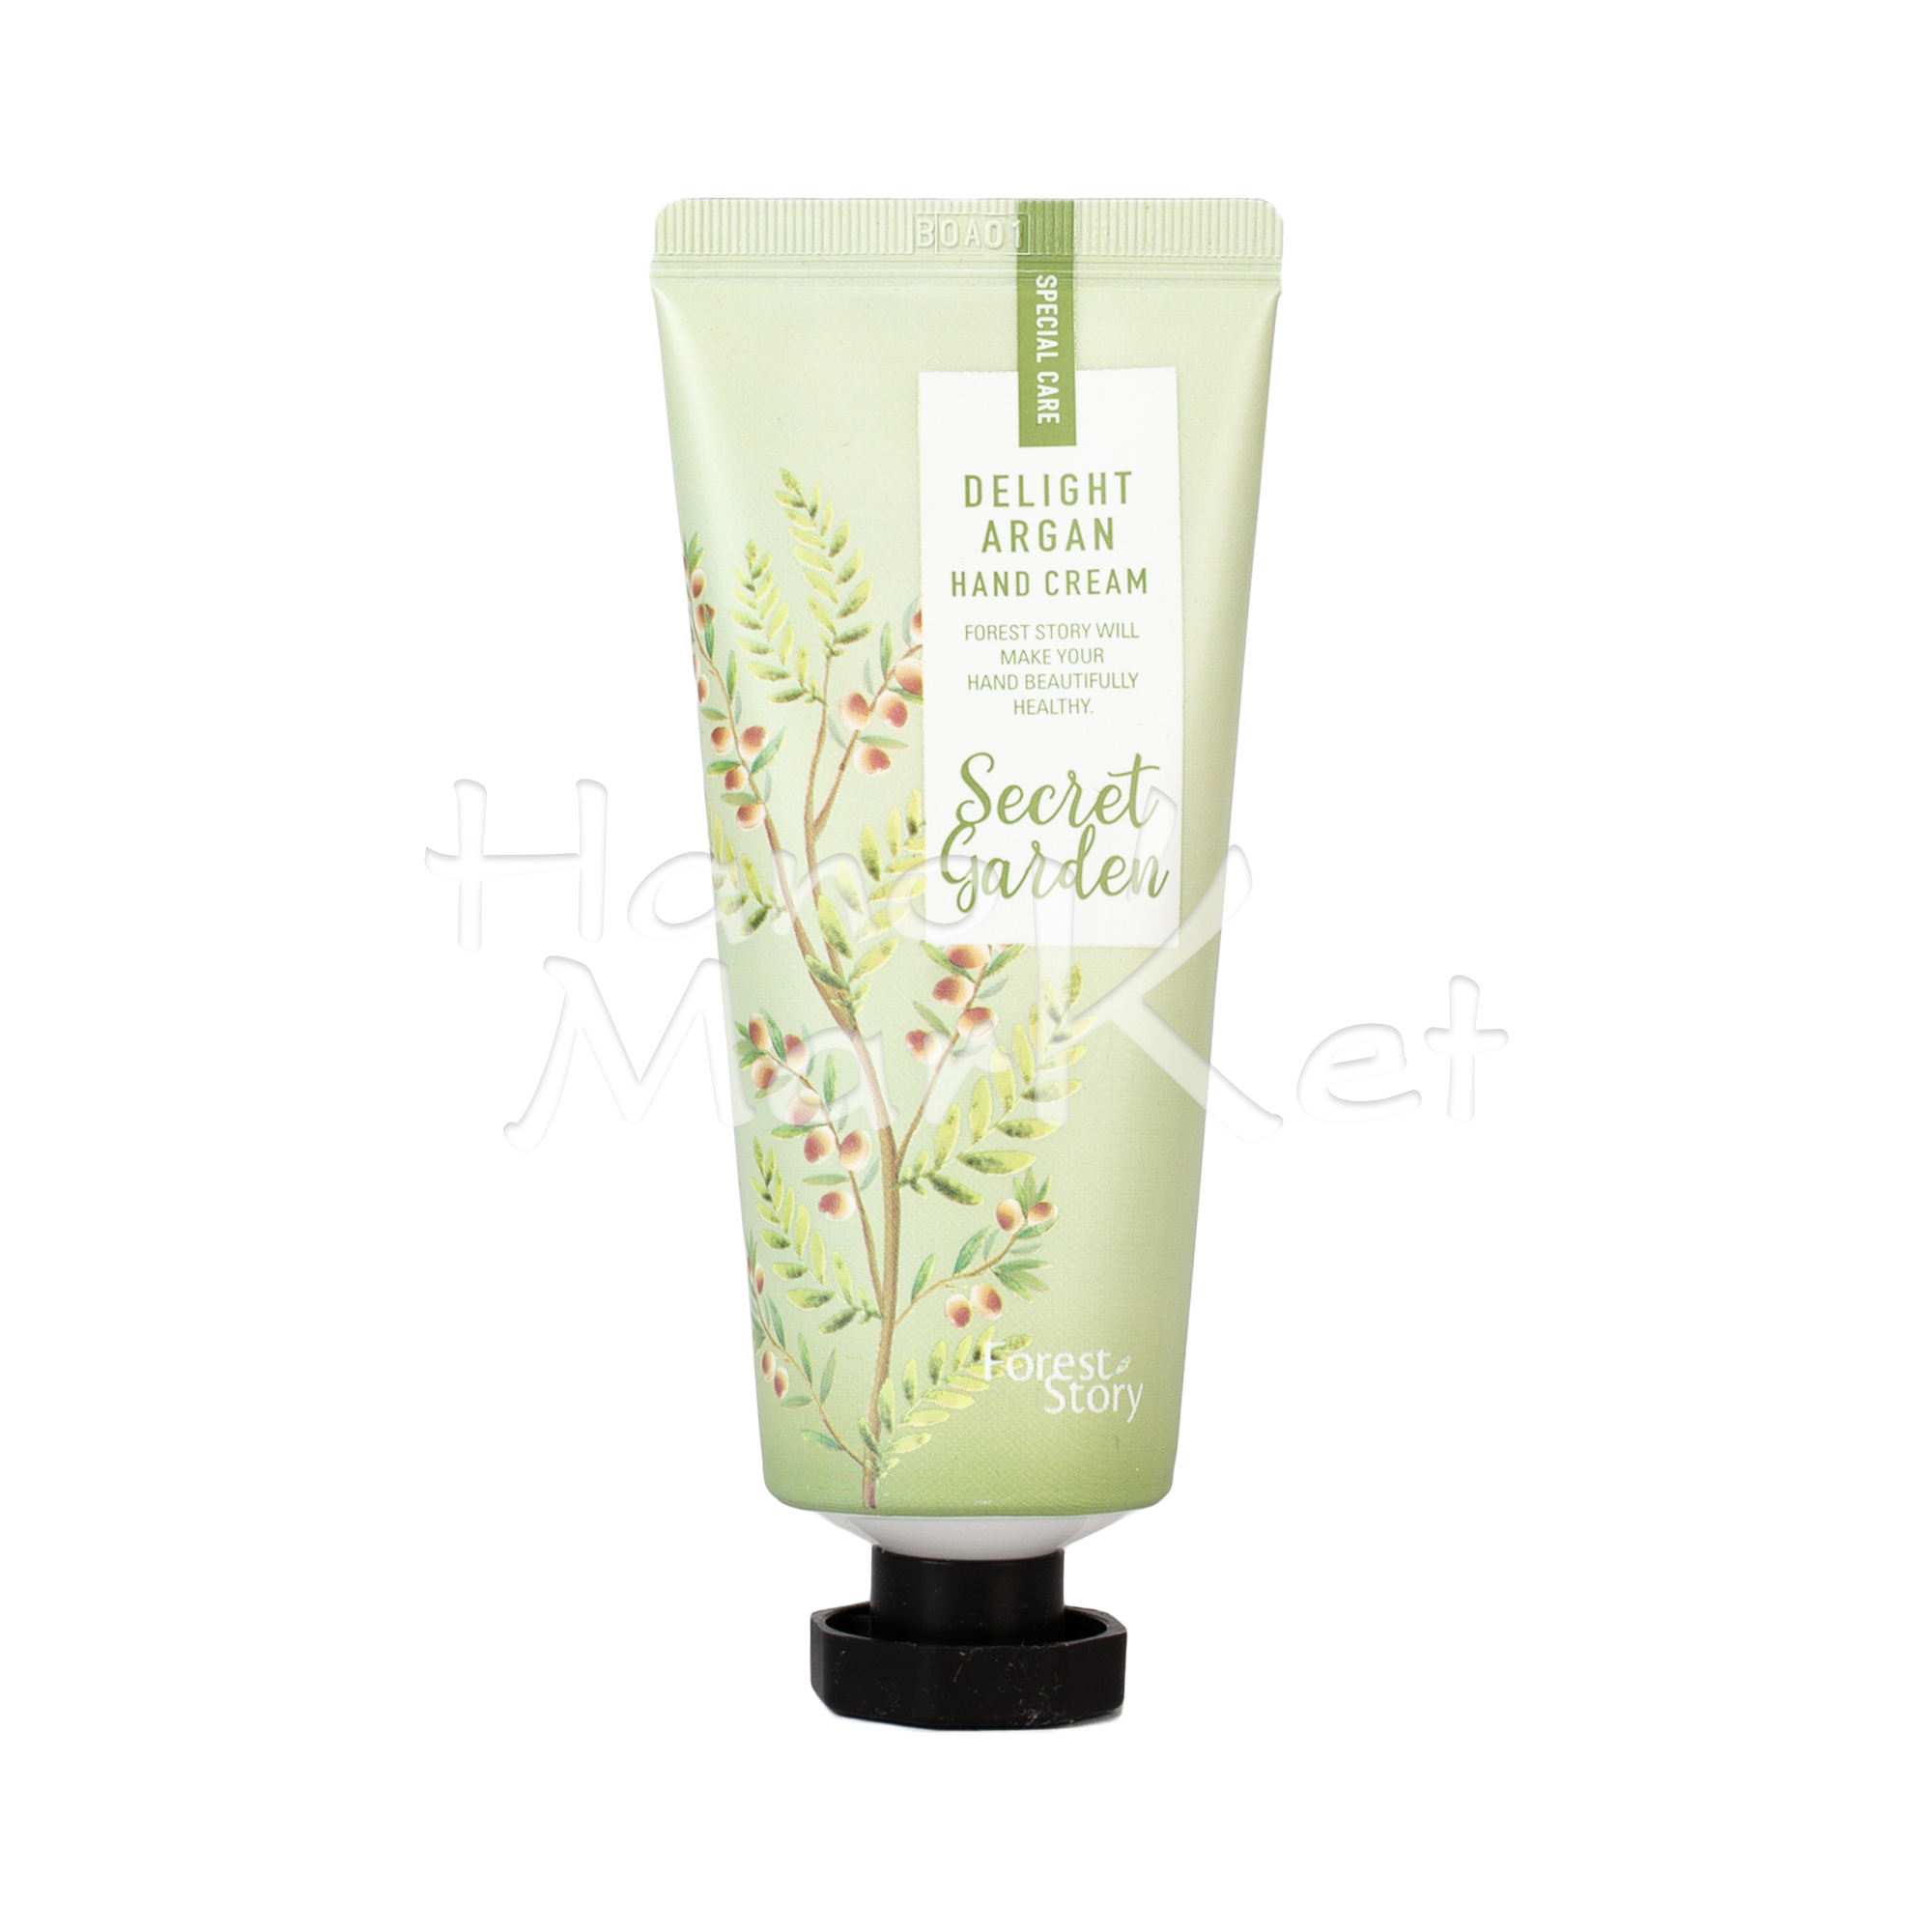 BOA01
SPECIAL CARE
DELIGHT
ARGAN
HAND CREAM
FOREST STORY WILL
MAKE YOUR
HAND BEAUTIFULLY
HEALTHY.
Secret
Garden
Hanok
Market
Forest
Story